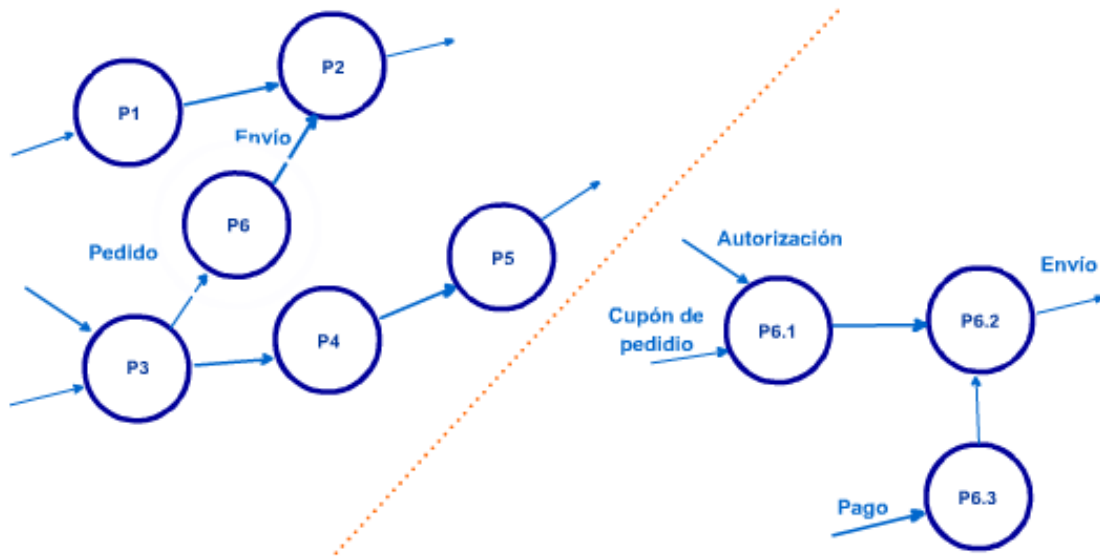 P2
P1
Envío
P6
Pedido
P5
P4
P3
Autorización
Envío
Cupón de
pedidio
P6.1
P6.2
Pago
P6.3